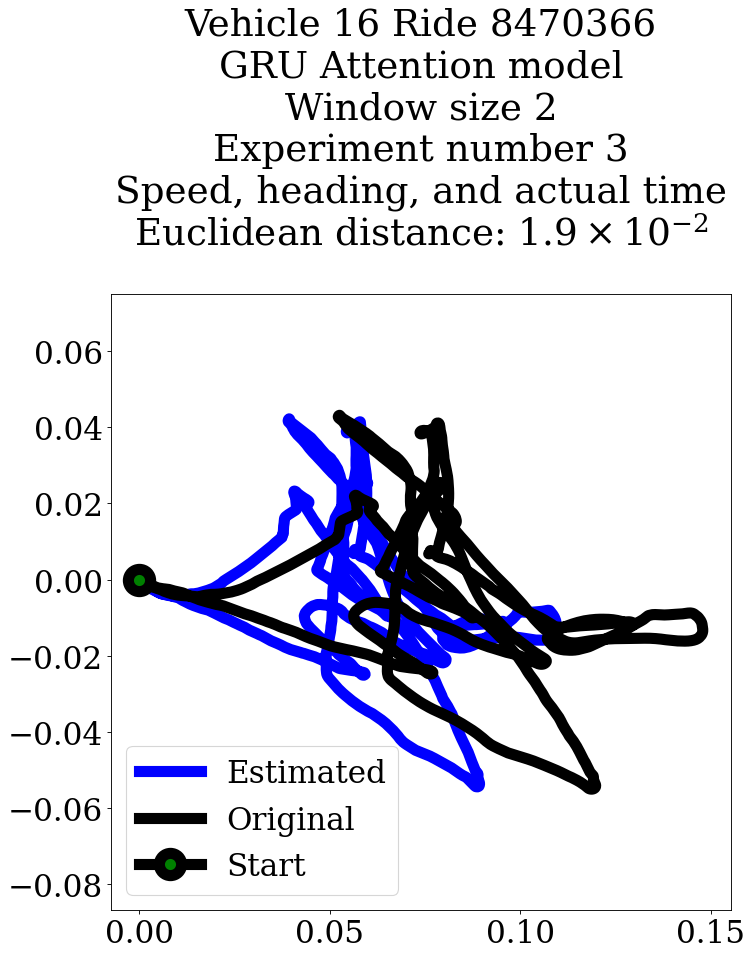 Vehicle 16 Ride 8470366
GRU Attention model
Window size 2
Experiment number 3
Speed, heading, and actual time
Euclidean distance: 1.9 × 10⁻²
0.06
0.04
0.02
0.00
−0.02
−0.04
−0.06
−0.08
Estimated
Original
Start
0.00 0.05 0.10 0.15